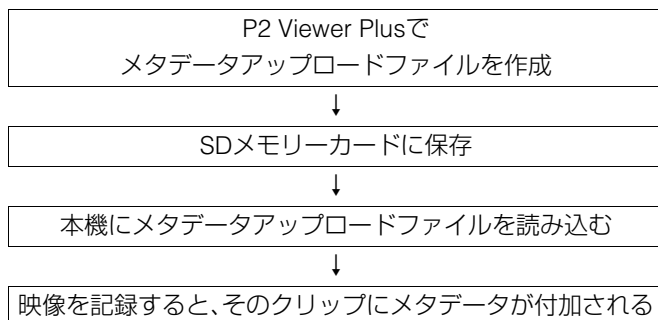 P2 Viewer Plusで
メタデータアップロードファイルを作成
↓
SDメモリーカードに保存
↓
本機にメタデータアップロードファイルを読み込む
↓
映像を記録すると、そのクリップにメタデータが付加される